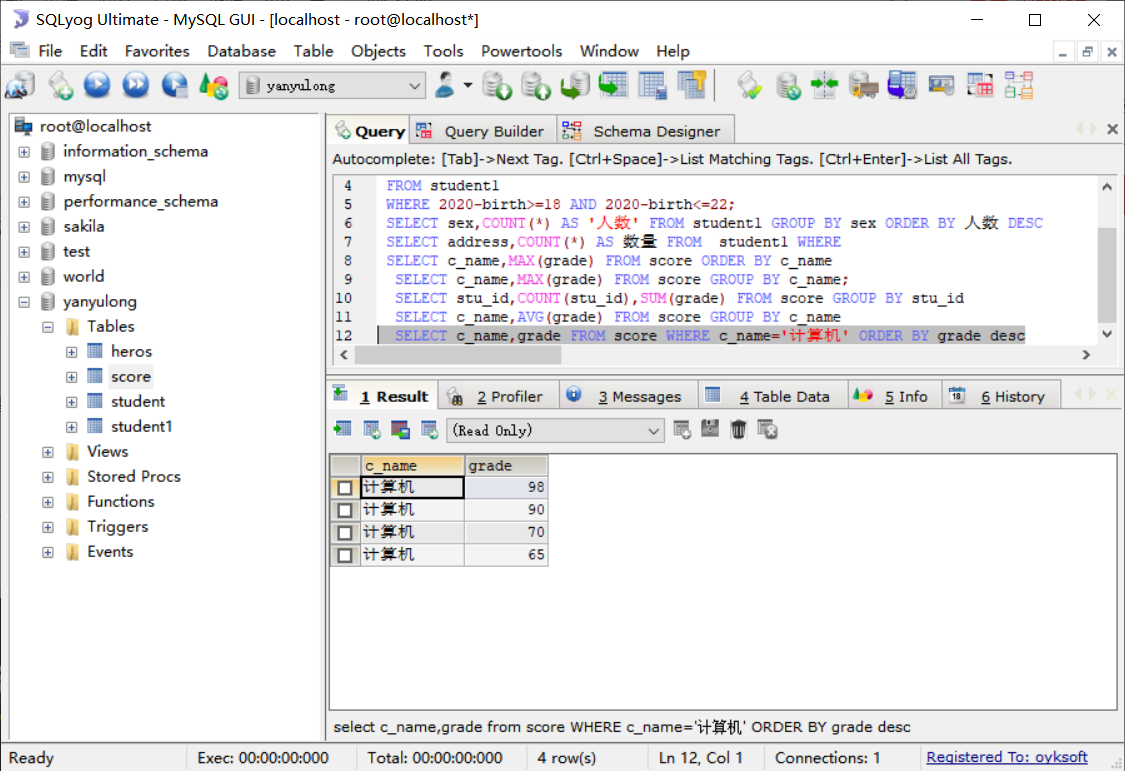 SQLyog Ultimate - MySQL GUI - [localhost - root@localhost*]
File Edit Favorites Database Table Objects Tools Powertools Window Help
yanyulong
root@localhost
information_schema
mysql
performance_schema
sakila
test
world
yanyulong
Tables
heros
score
student
student1
Views
Stored Procs
Functions
Triggers
Events
Query Query Builder Schema Designer
Autocomplete: [Tab]->Next Tag. [Ctrl+Space]->List Matching Tags. [Ctrl+Enter]->List All Tags.
4 FROM student1
5 WHERE 2020-birth>=18 AND 2020-birth<=22;
6 SELECT sex,COUNT(*) AS '人数' FROM student1 GROUP BY sex ORDER BY 人数 DESC
7 SELECT address,COUNT(*) AS 数量 FROM student1 WHERE
8 SELECT c_name,MAX(grade) FROM score ORDER BY c_name
9 SELECT c_name,MAX(grade) FROM score GROUP BY c_name;
10 SELECT stu_id,COUNT(stu_id),SUM(grade) FROM score GROUP BY stu_id
11 SELECT c_name,AVG(grade) FROM score GROUP BY c_name
12 SELECT c_name,grade FROM score WHERE c_name='计算机' ORDER BY grade desc
1 Result 2 Profiler 3 Messages 4 Table Data 5 Info 18 6 History
(Read Only)
c_name grade
计算机 98
计算机 90
计算机 70
计算机 65
select c_name,grade from score WHERE c_name='计算机' ORDER BY grade desc
Ready Exec: 00:00:00:000 Total: 00:00:00:000 4 row(s) Ln 12, Col 1 Connections: 1 Registered To: oyksoft